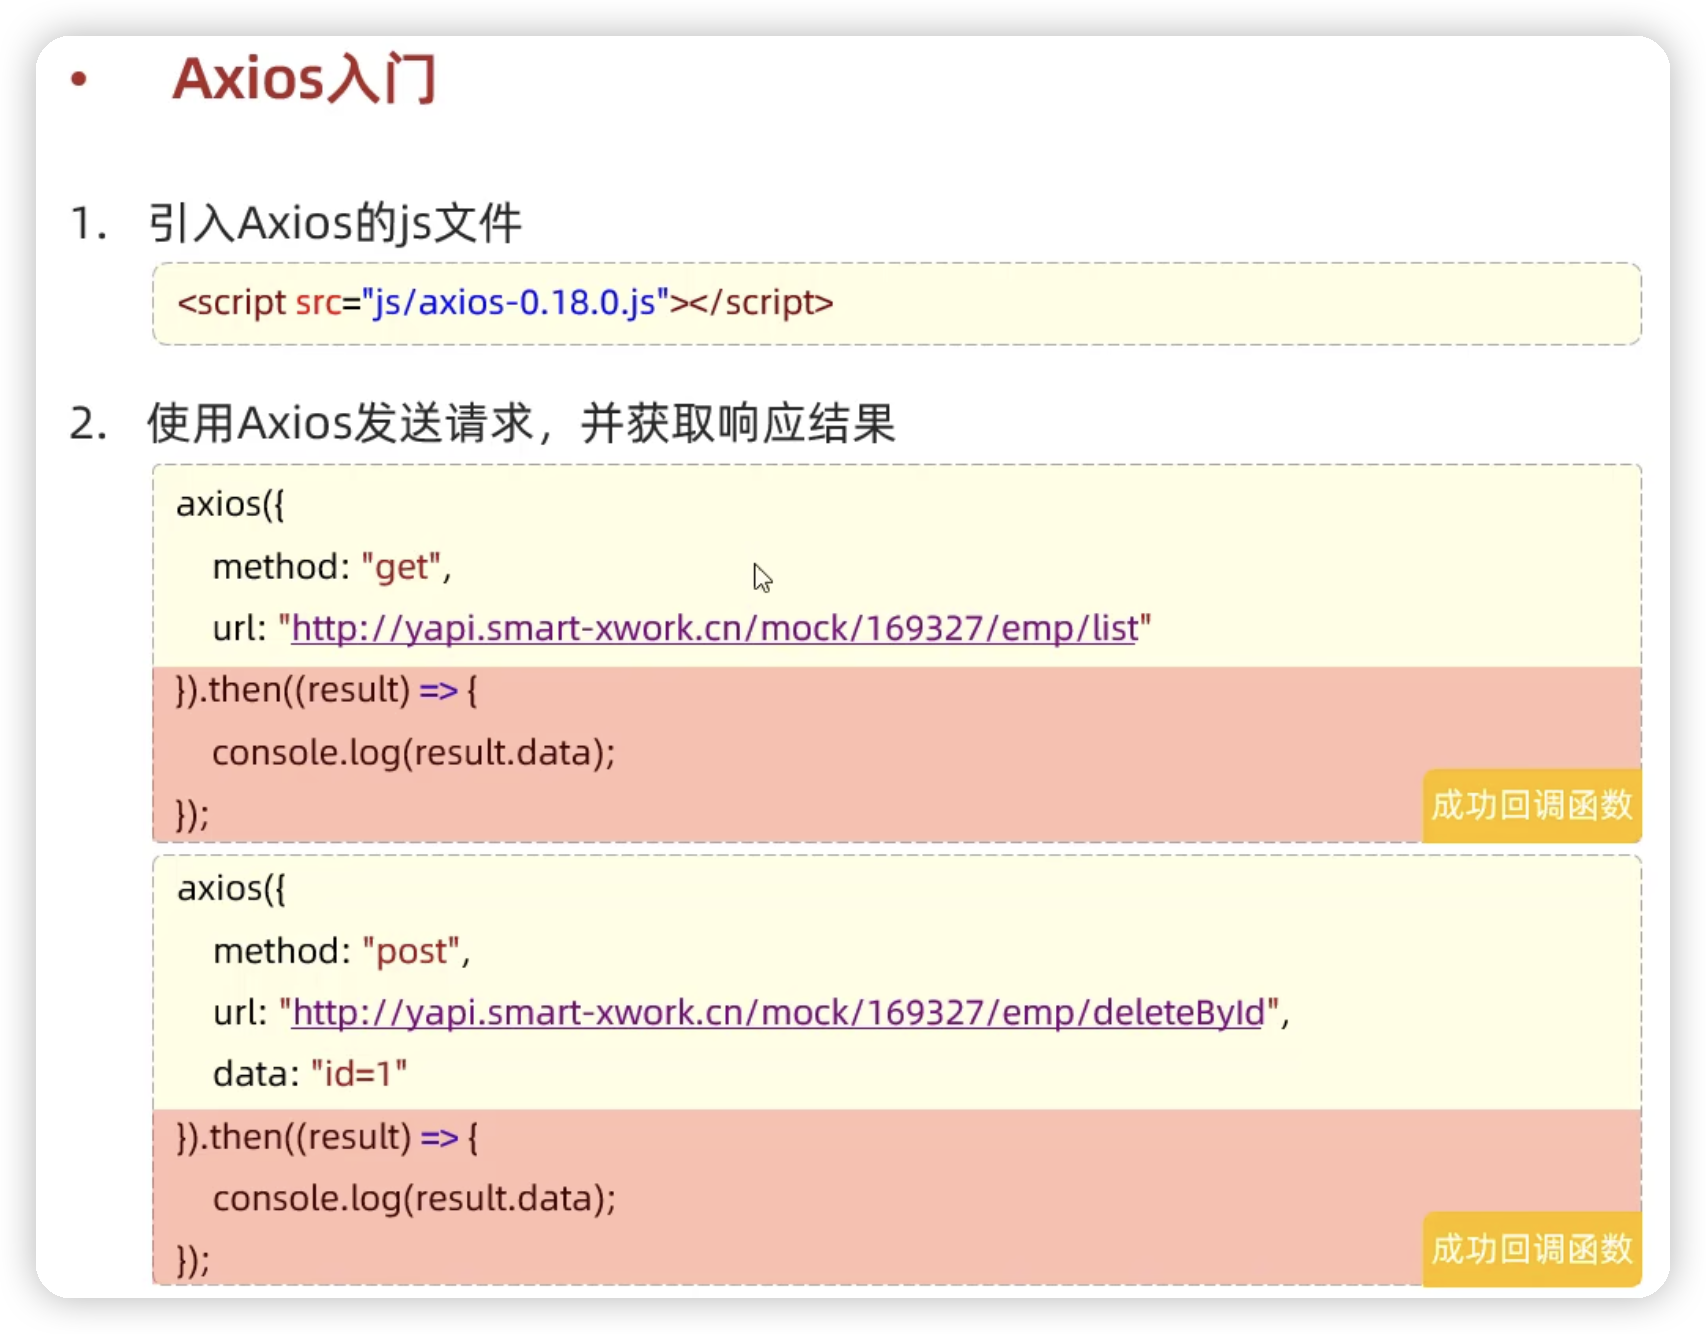 • Axios入门
1. 引入Axios的js文件
<script src="js/axios-0.18.0.js"></script>
2. 使用Axios发送请求，并获取响应结果
axios({
method: "get",
url: "http://yapi.smart-xwork.cn/mock/169327/emp/list"
}).then((result) => {
console.log(result.data);
});
成功回调函数
axios({
method: "post",
url: "http://yapi.smart-xwork.cn/mock/169327/emp/deleteById",
data: "id=1"
}).then((result) => {
console.log(result.data);
});
成功回调函数